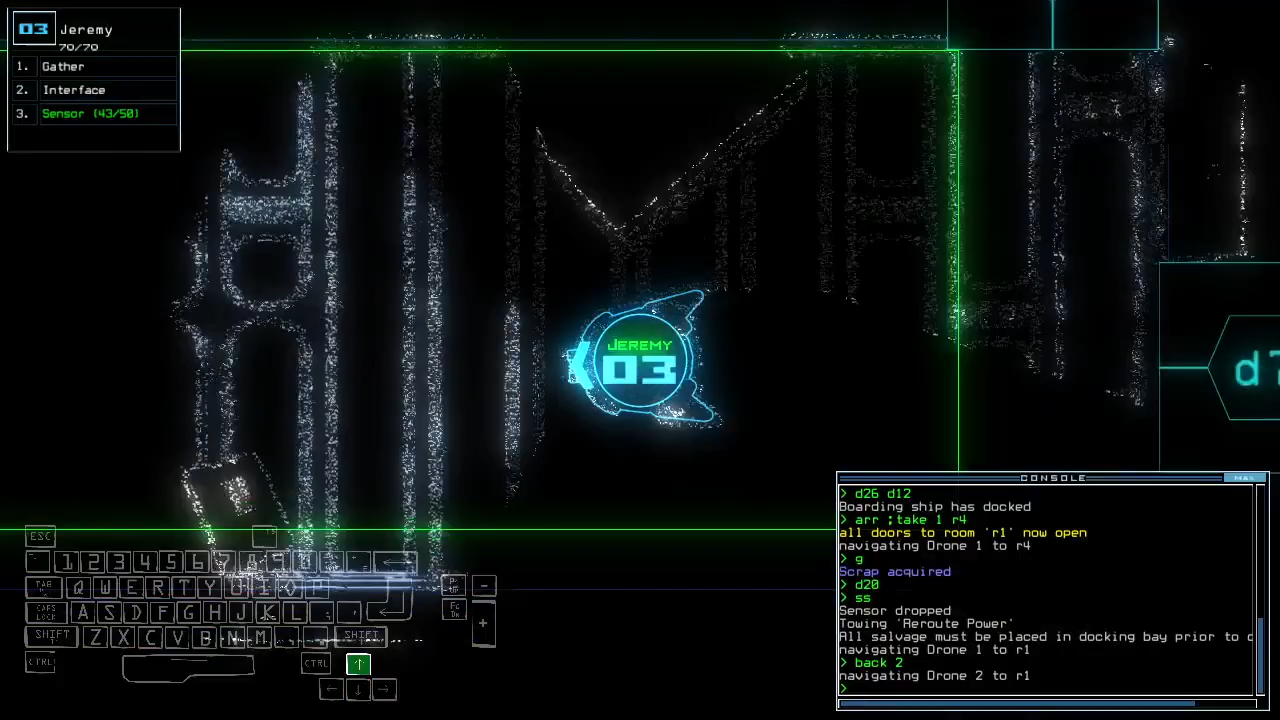 03 Jeremy
70/70
1. Gather
2. Interface
3. Sensor (43/50)
JEREMY
03
CONSOLE
> d26 d12
Boarding ship has docked
> arr ;take 1 r4
all doors to room 'r1' now open
navigating Drone 1 to r4
> g
Scrap acquired
> d20
> ss
Sensor dropped
Towing 'Reroute Power'
All salvage must be placed in docking bay prior to
navigating Drone 1 to r1
> back 2
navigating Drone 2 to r1
>
ESC
1 2 3 4 5 6 7 8 9
TAB Q W E R T Y U I O P
CAPS LOCK A S D F G H J K L ; ,
SHIFT Z X C V B N M SHIFT
CTRL CTRL ↑
← ↓ →
- +